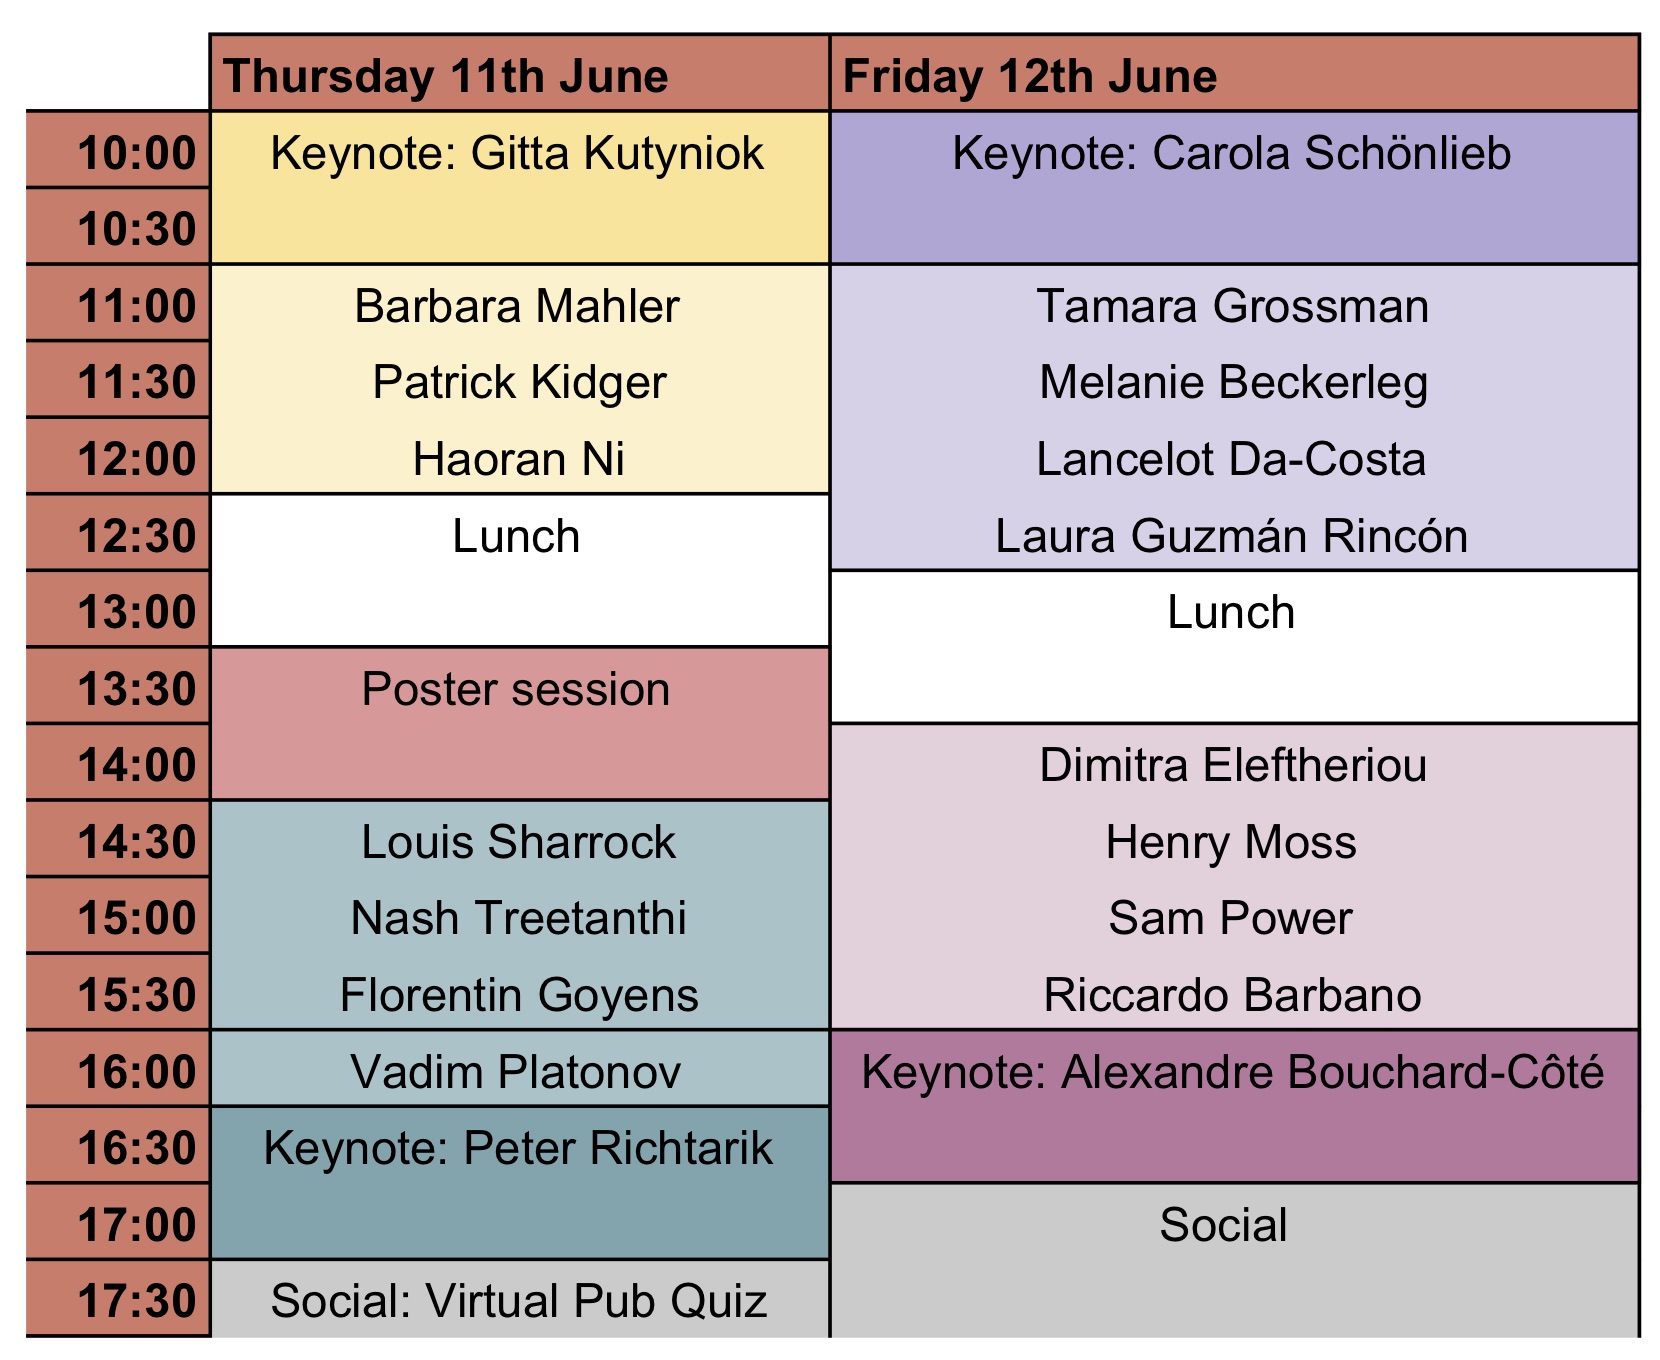 Thursday 11th June Friday 12th June
10:00 Keynote: Gitta Kutyniok Keynote: Carola Schönlieb
10:30
11:00 Barbara Mahler Tamara Grossman
11:30 Patrick Kidger Melanie Beckerleg
12:00 Haoran Ni Lancelot Da-Costa
12:30 Lunch Laura Guzmán Rincón
13:00 Lunch
13:30 Poster session
14:00 Dimitra Eleftheriou
14:30 Louis Sharrock Henry Moss
15:00 Nash Treetanthi Sam Power
15:30 Florentin Goyens Riccardo Barbano
16:00 Vadim Platonov Keynote: Alexandre Bouchard-Côté
16:30 Keynote: Peter Richtarik
17:00 Social
17:30 Social: Virtual Pub Quiz